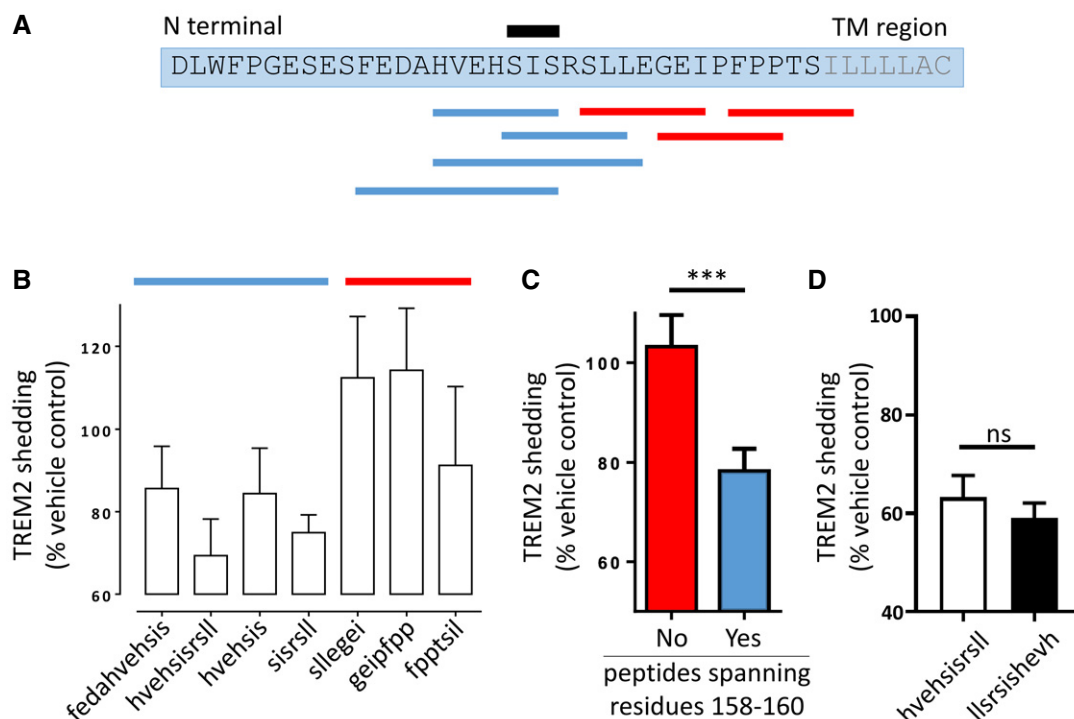 A
N terminal
TM region
DLWFPGESESFEDAHVEHSISRSLLEGEIPFPPTSILLLLAC
B
TREM2 shedding
(% vehicle control)
120
100
80
60
fedahvehsis
hvehsisrsll
hvehsis
sisrsll
sllegei
geipfpp
fpptsil
C
***
TREM2 shedding
(% vehicle control)
100
80
60
No
Yes
peptides spanning
residues 158-160
D
ns
TREM2 shedding
(% vehicle control)
100
80
60
40
hvehsisrsll
llsrsishevh